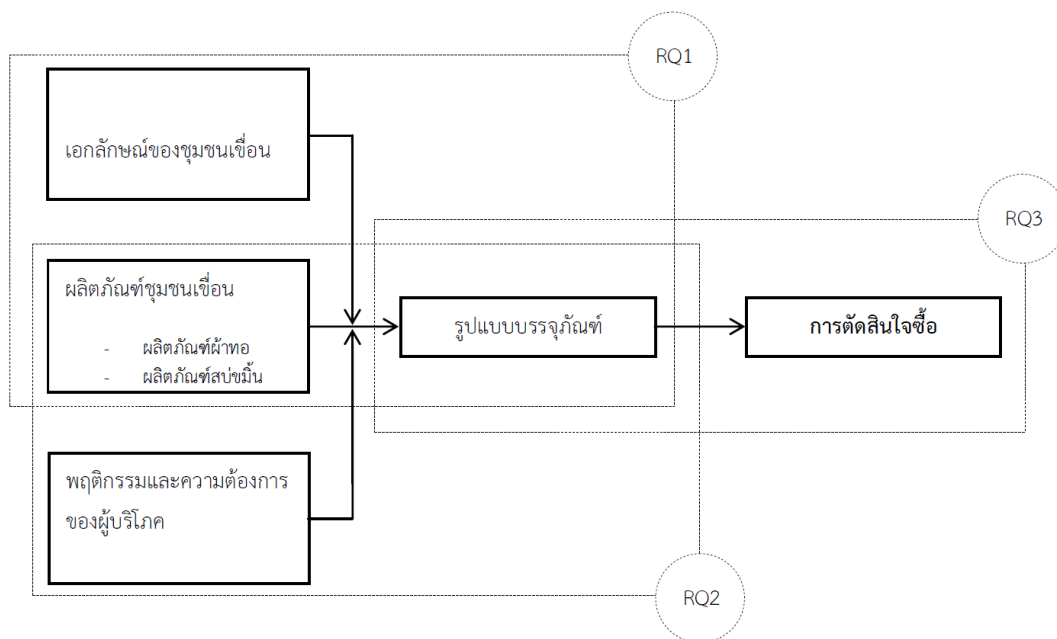 RQ1
เอกลักษณ์ของชุมชนเขื่อน
RQ3
ผลิตภัณฑ์ชุมชนเขื่อน
- ผลิตภัณฑ์ผ้าทอ
- ผลิตภัณฑ์สบู่ขมิ้น
รูปแบบบรรจุภัณฑ์
การตัดสินใจซื้อ
พฤติกรรมและความต้องการ
ของผู้บริโภค
RQ2